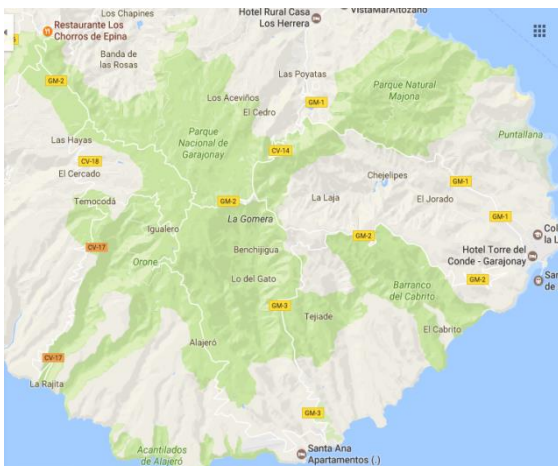 Los Chapines
Hotel Rural Casa
Los Herrera
VistaMarAltozano
Restaurante Los
Chorros de Epina
Banda de
las Rosas
GM-2
Las Poyatas
Parque Natural
Majona
Los Aceviños
El Cedro
GM-1
Parque
Nacional de
Garajonay
Puntallana
Las Hayas
CV-14
CV-18
El Cercado
Chejelipes
GM-1
Temocodá
GM-2
La Laja
El Jorado
La Gomera
GM-1
Igualero
GM-2
Col
la L
CV-17
Benchijigua
Hotel Torre del
Conde - Garajonay
Orone
Lo del Gato
GM-2
San
de
Barranco
del Cabrito
GM-3
Tejiade
El Cabrito
Alajeró
CV-17
La Rajita
GM-3
Acantilados
de Alajeró
Santa Ana
Apartamentos (.)